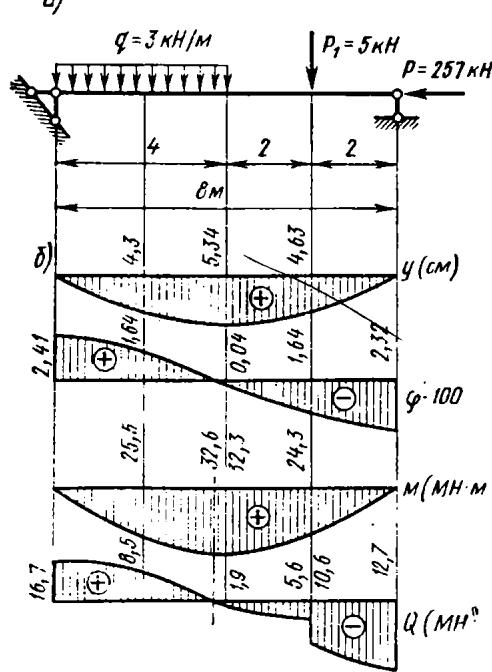 а)
q = 3 кН/м
P₁ = 5 кН
P = 257 кН
4
2
2
8 м
4,3
5,34
4,63
б)
y (см)
2,41
1,64
0,04
1,64
2,32
φ · 100
25,5
32,6
32,3
24,3
M (МН · м
16,7
8,5
1,9
5,6
10,6
12,7
Q (МН